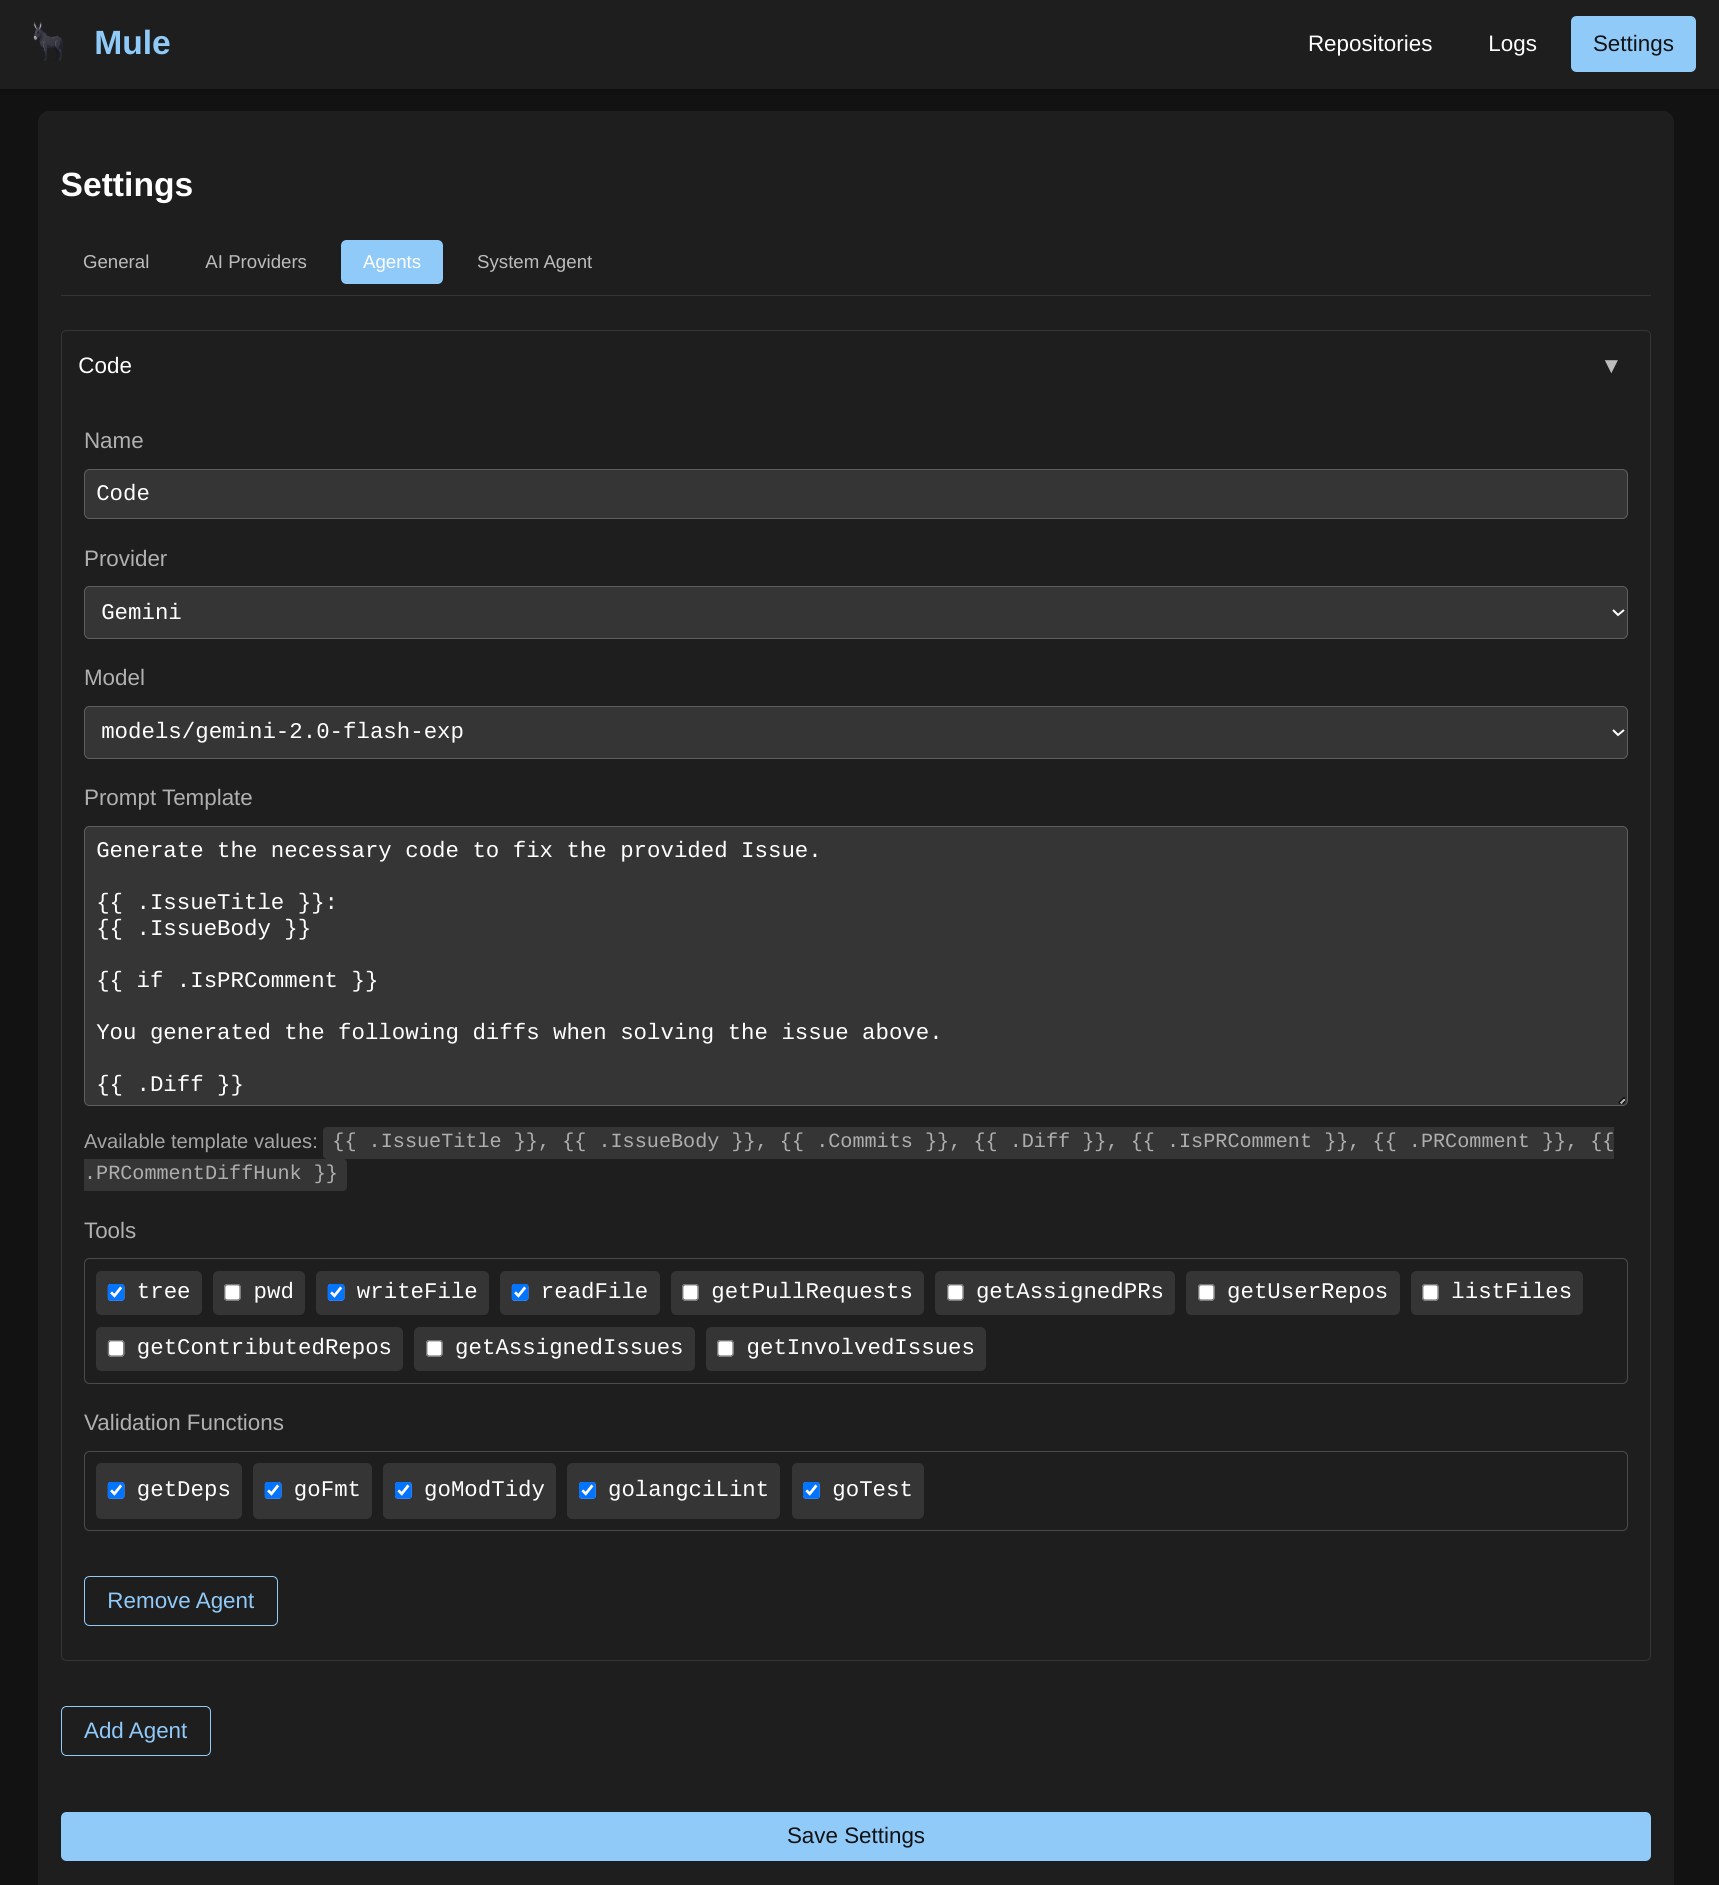 Mule
Repositories
Logs
Settings
Settings
General
AI Providers
Agents
System Agent
Code
▼
Name
Code
Provider
Gemini
Model
models/gemini-2.0-flash-exp
Prompt Template
Generate the necessary code to fix the provided Issue.
{{ .IssueTitle }}:
{{ .IssueBody }}
{{ if .IsPRComment }}
You generated the following diffs when solving the issue above.
{{ .Diff }}
Available template values: {{ .IssueTitle }}, {{ .IssueBody }}, {{ .Commits }}, {{ .Diff }}, {{ .IsPRComment }}, {{ .PRComment }}, {{
.PRCommentDiffHunk }}
Tools
tree pwd writeFile readFile getPullRequests getAssignedPRs getUserRepos listFiles
getContributedRepos getAssignedIssues getInvolvedIssues
Validation Functions
getDeps goFmt goModTidy golangciLint goTest
Remove Agent
Add Agent
Save Settings